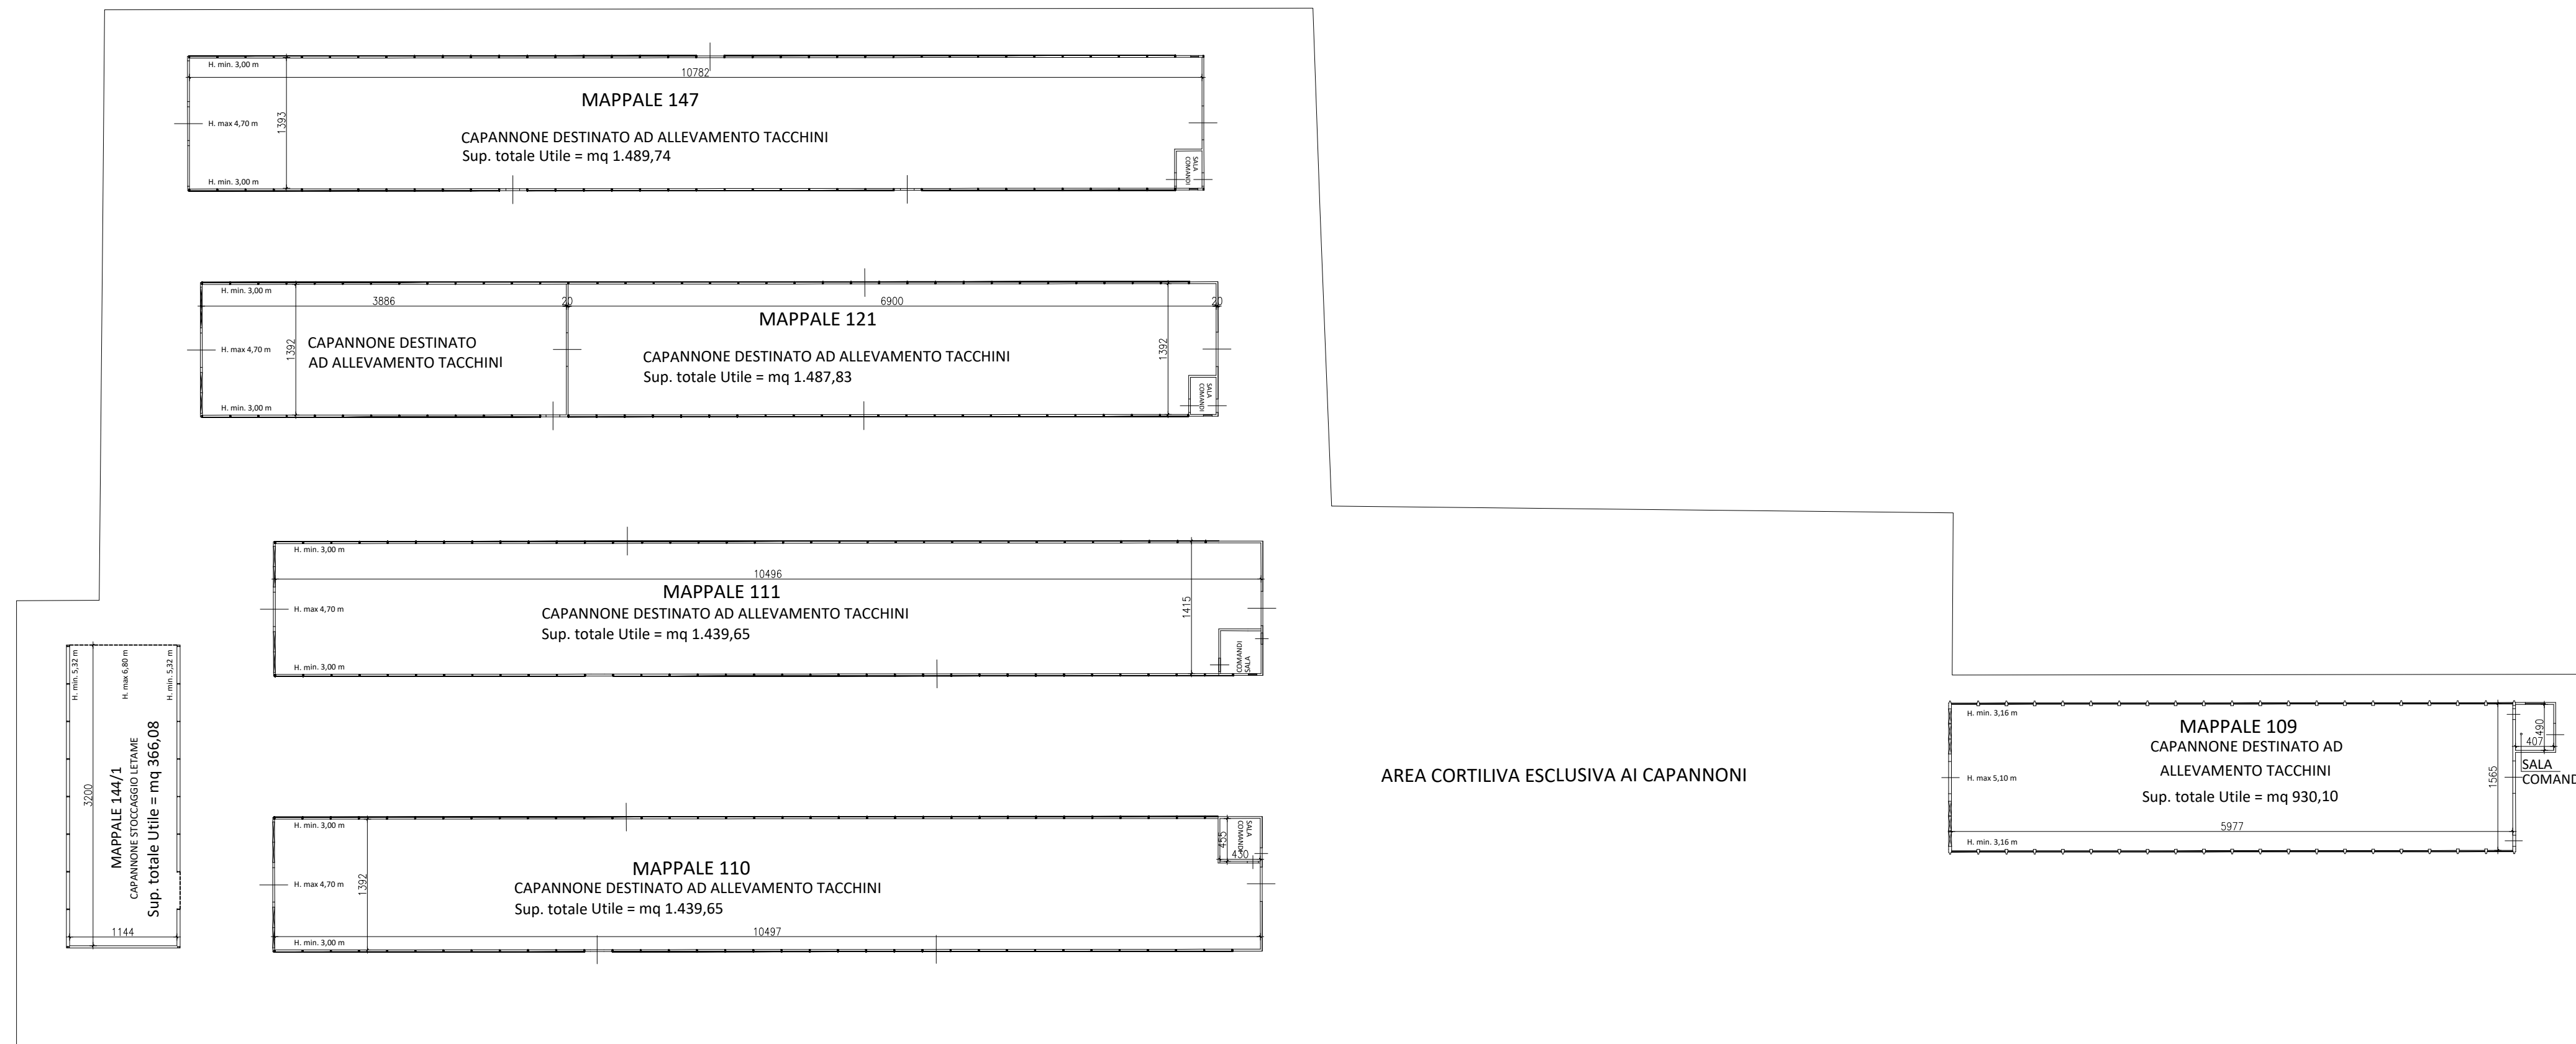 H. min. 3,00 m
10782
MAPPALE 147
H. max 4,70 m
1393
CAPANNONE DESTINATO AD ALLEVAMENTO TACCHINI
Sup. totale Utile = mq 1.489,74
H. min. 3,00 m
SALA
COMANDI
H. min. 3,00 m
3886
20
6900
20
MAPPALE 121
H. max 4,70 m
1392
CAPANNONE DESTINATO
AD ALLEVAMENTO TACCHINI
CAPANNONE DESTINATO AD ALLEVAMENTO TACCHINI
Sup. totale Utile = mq 1.487,83
1392
H. min. 3,00 m
SALA
COMANDI
H. min. 3,00 m
10496
MAPPALE 111
H. max 4,70 m
CAPANNONE DESTINATO AD ALLEVAMENTO TACCHINI
Sup. totale Utile = mq 1.439,65
1415
H. min. 3,00 m
COMANDI
SALA
H. min. 5,32 m
H. max 6,80 m
H. min. 5,32 m
3200
MAPPALE 144/1
CAPANNONE STOCCAGGIO LETAME
Sup. totale Utile = mq 366,08
1144
H. min. 3,00 m
SALA
COMANDI
455
430
MAPPALE 110
H. max 4,70 m
1392
CAPANNONE DESTINATO AD ALLEVAMENTO TACCHINI
Sup. totale Utile = mq 1.439,65
10497
H. min. 3,00 m
AREA CORTILIVA ESCLUSIVA AI CAPANNONI
H. min. 3,16 m
MAPPALE 109
CAPANNONE DESTINATO AD
ALLEVAMENTO TACCHINI
Sup. totale Utile = mq 930,10
H. max 5,10 m
1565
5977
H. min. 3,16 m
490
407
SALA
COMAND